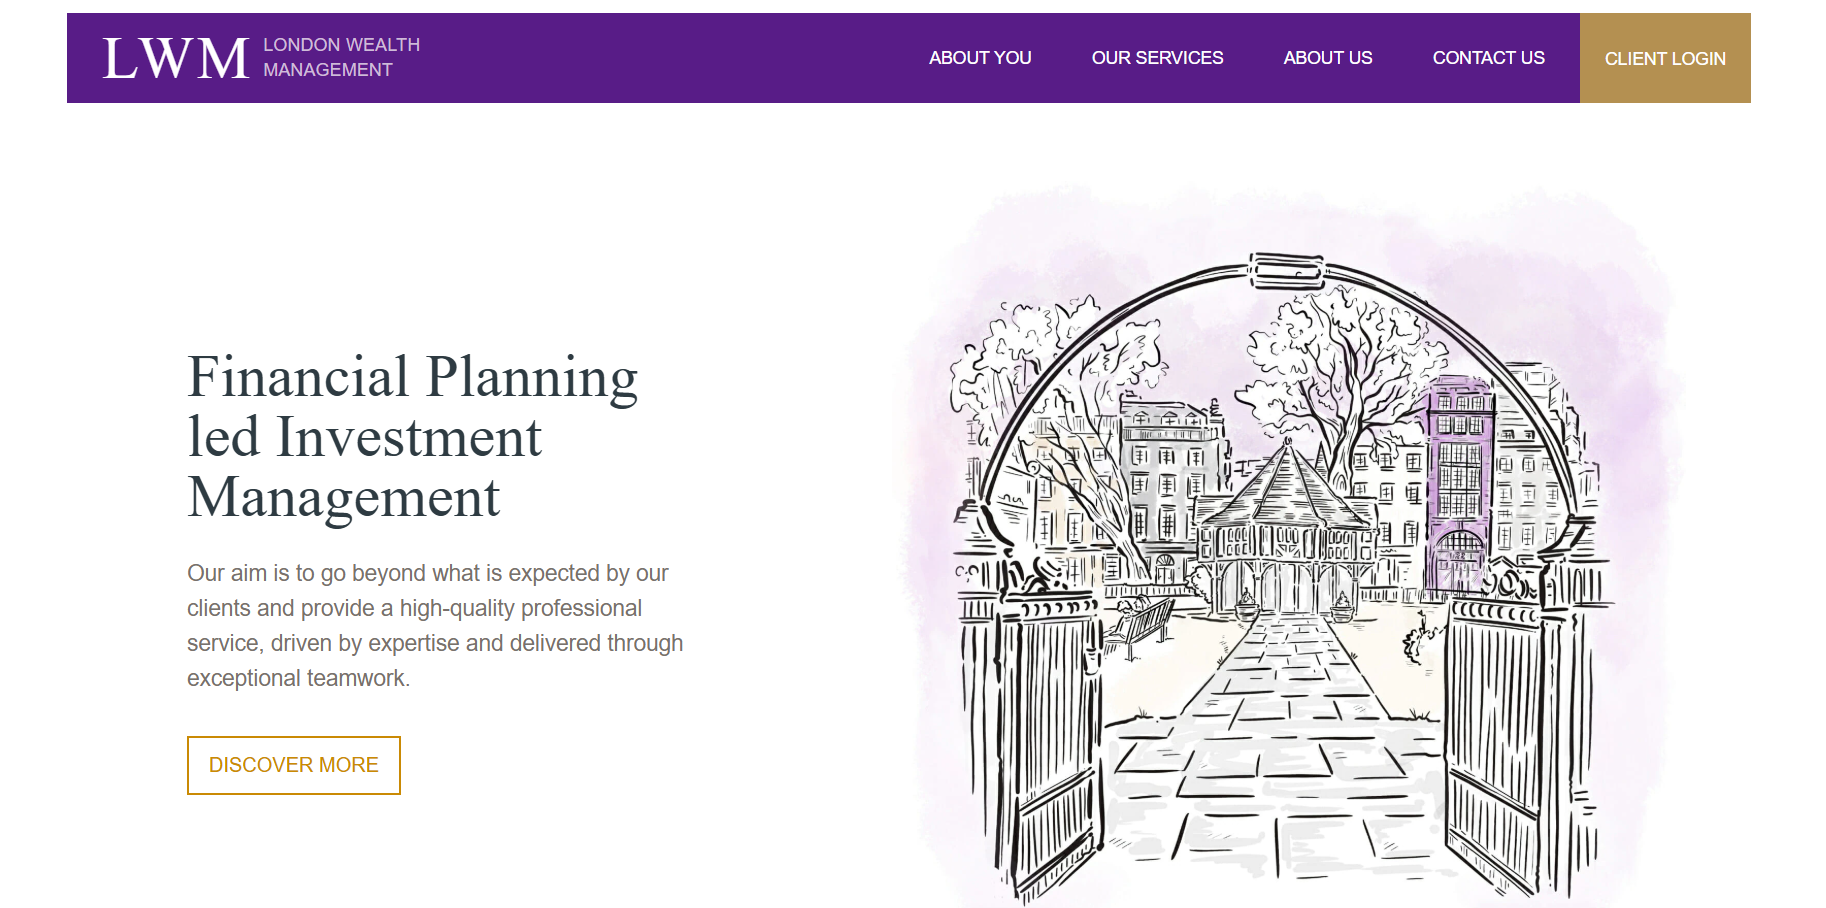 LWM
LONDON WEALTH
MANAGEMENT
ABOUT YOU
OUR SERVICES
ABOUT US
CONTACT US
CLIENT LOGIN
Financial Planning
led Investment
Management
Our aim is to go beyond what is expected by our
clients and provide a high-quality professional
service, driven by expertise and delivered through
exceptional teamwork.
DISCOVER MORE